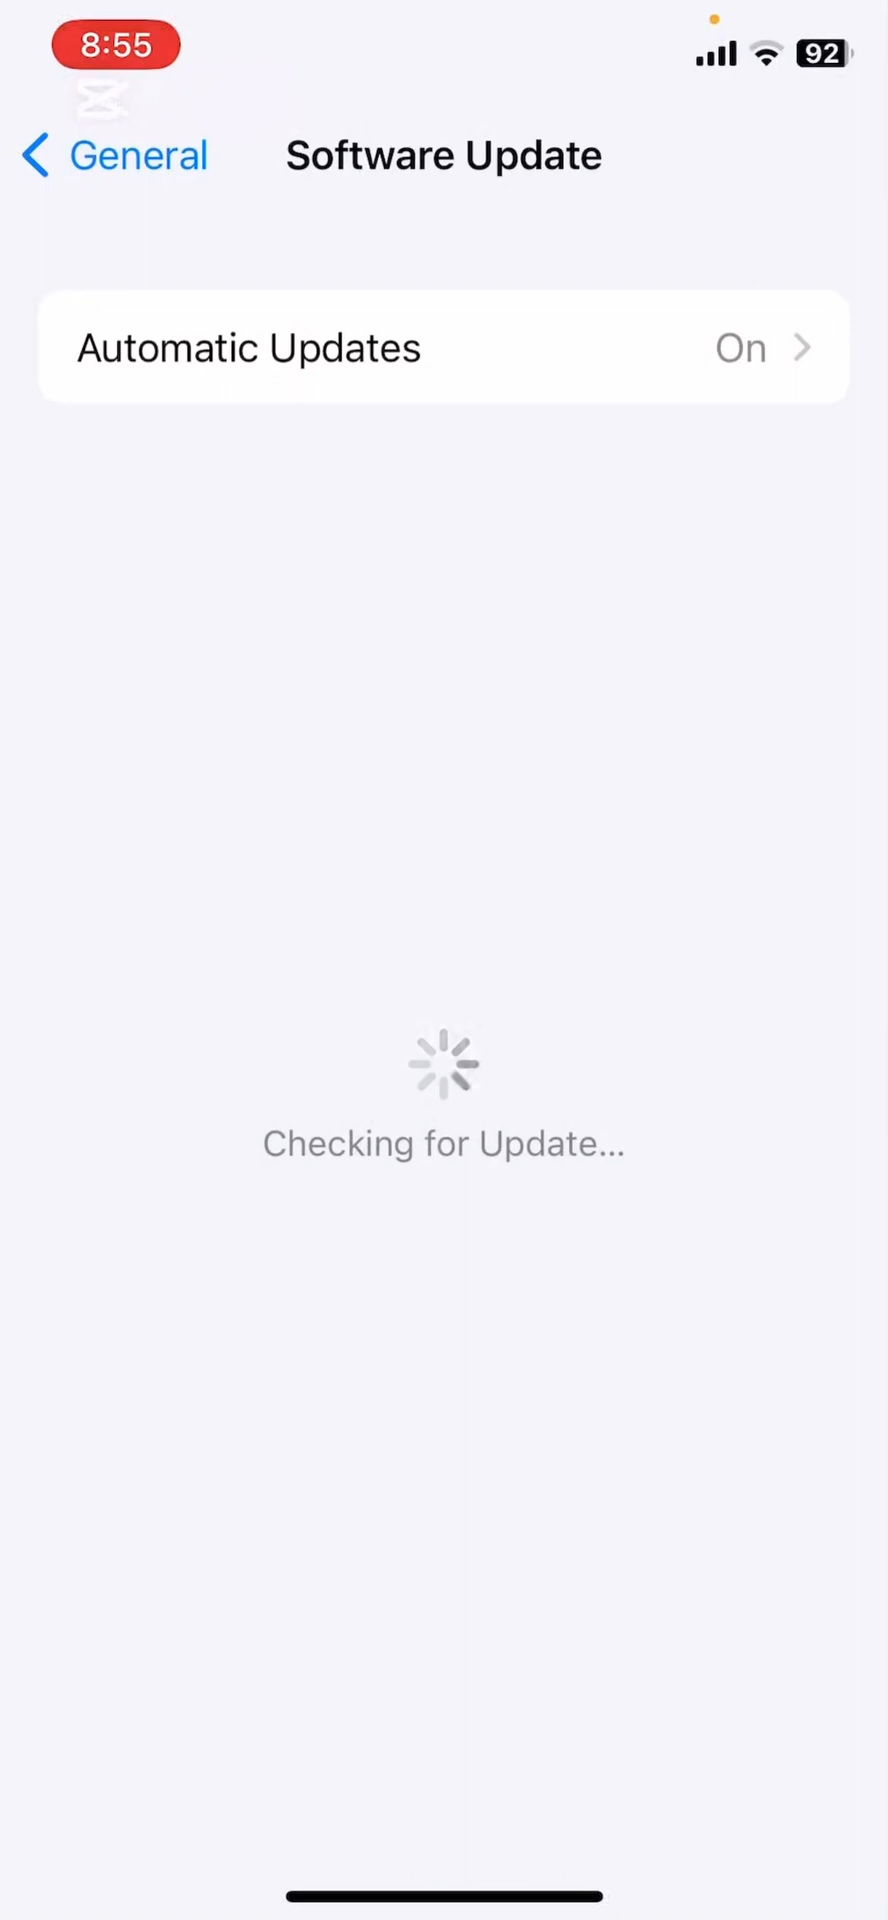 8:55
92
General
Software Update
Automatic Updates
On
Checking for Update...